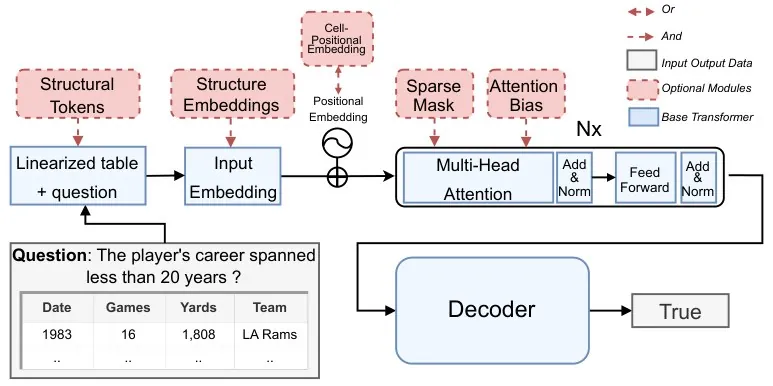 Cell-
Positional
Embedding
Or
And
Input Output Data
Optional Modules
Base Transformer
Structural
Tokens
Structure
Embeddings
Positional
Embedding
Sparse
Mask
Attention
Bias
Nx
Linearized table
+ question
Input
Embedding
Multi-Head
Attention
Add
&
Norm
Feed
Forward
Add
&
Norm
Question: The player's career spanned
less than 20 years ?
Date Games Yards Team
1983 16 1,808 LA Rams
.. .. .. ..
Decoder
True